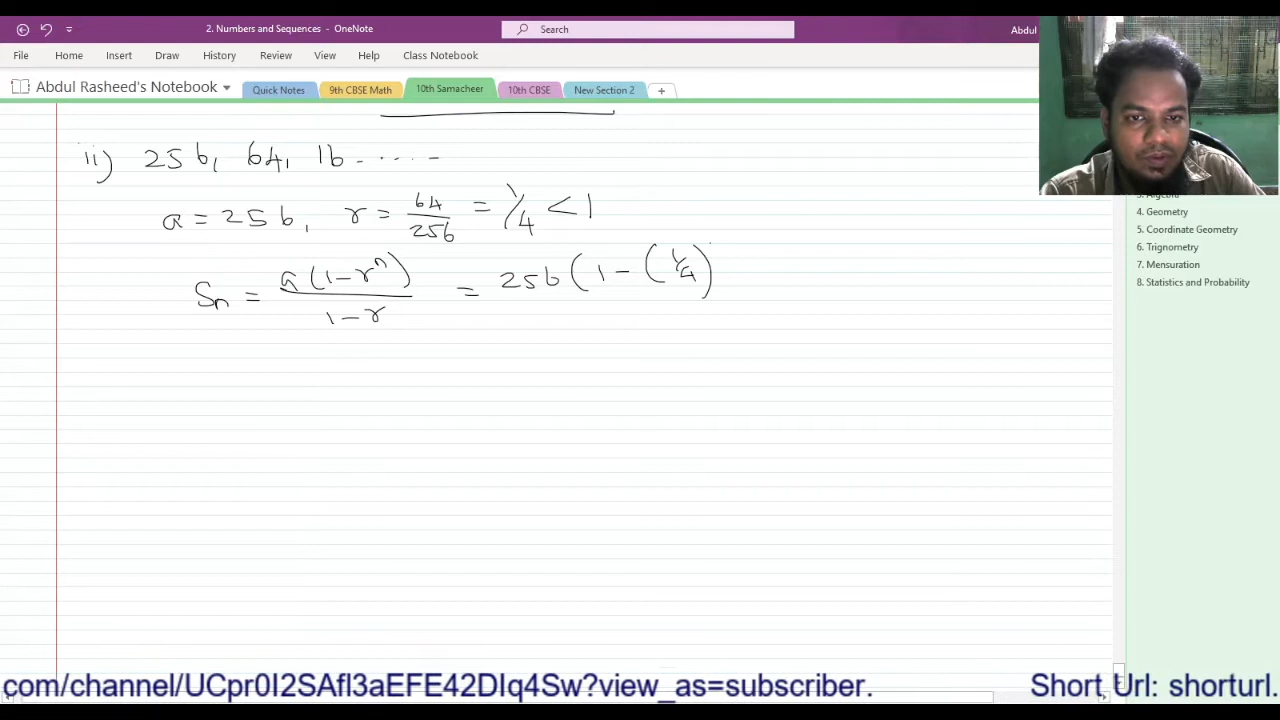 2. Numbers and Sequences - OneNote
Search
Abdul
File Home Insert Draw History Review View Help Class Notebook
Abdul Rasheed's Notebook Quick Notes 9th CBSE Math 10th Samacheer 10th CBSE New Section 2 +
ii) 256, 64, 16 - . . . . -
a = 256, r = 64/256 = 1/4 < 1
Sn = a(1-r^n)/1-r = 256(1-(1/4)
3. Algebra
4. Geometry
5. Coordinate Geometry
6. Trignometry
7. Mensuration
8. Statistics and Probability
com/channel/UCpr0I2SAfI3aEFE42DIq4Sw?view_as=subscriber. Short Url: shorturl.